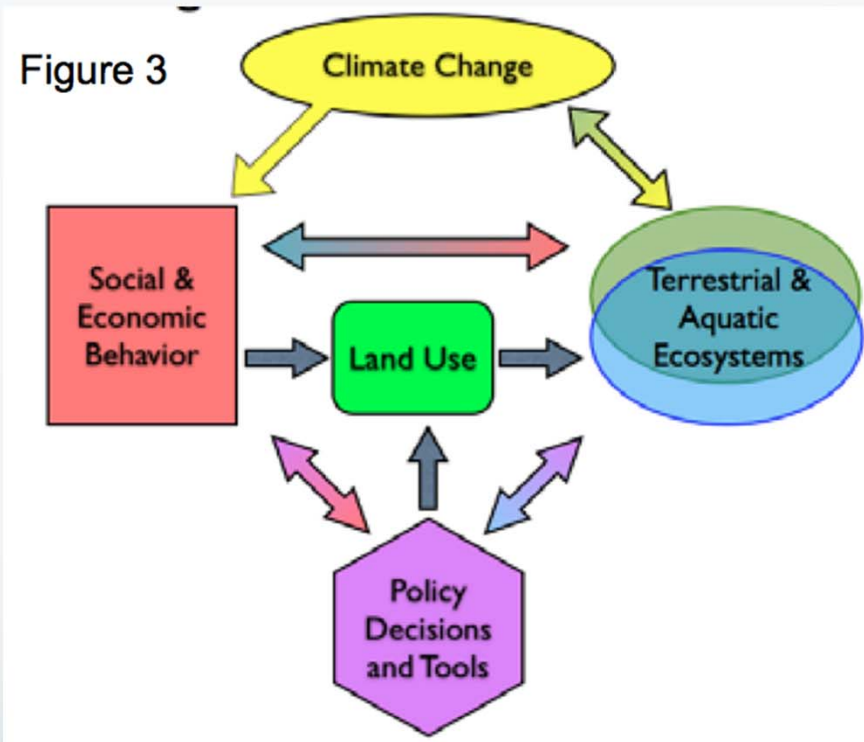 Figure 3
Climate Change
Social &
Economic
Behavior
Land Use
Terrestrial &
Aquatic
Ecosystems
Policy
Decisions
and Tools